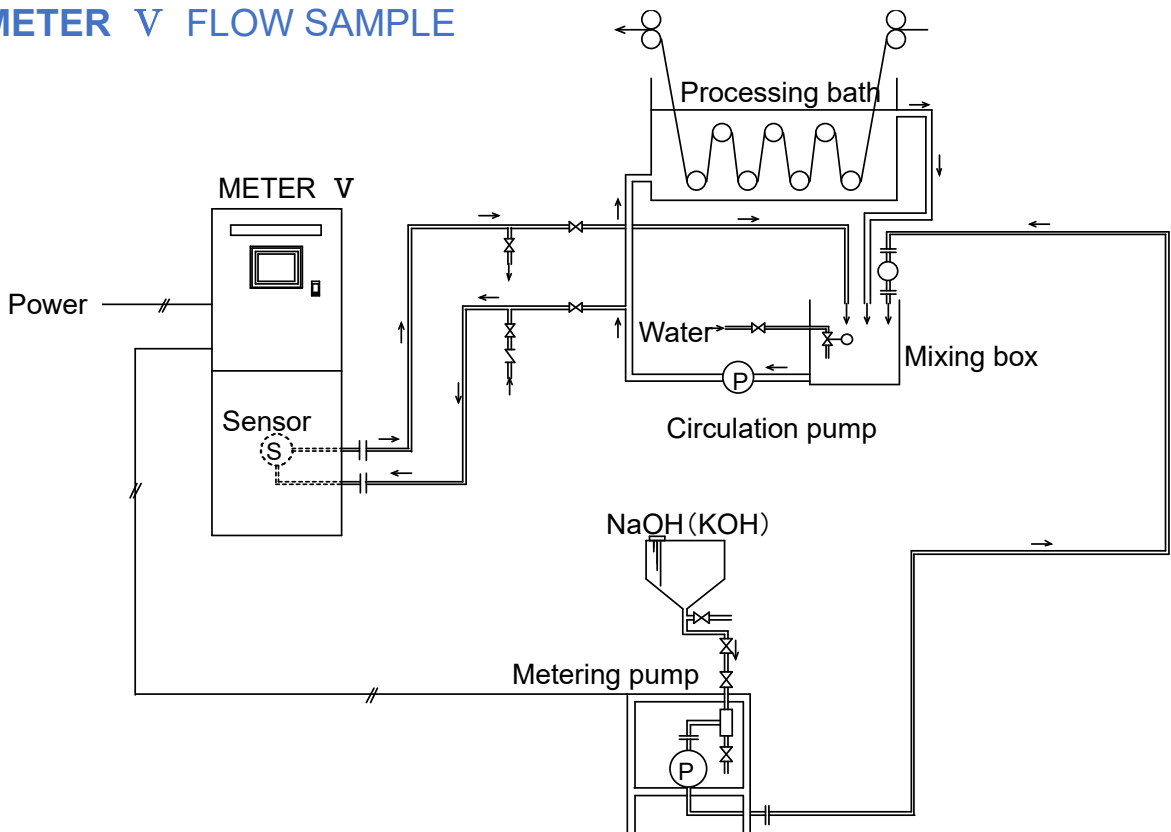 METER V FLOW SAMPLE
Processing bath
METER V
Power
Water
Mixing box
P
Circulation pump
Sensor
S
NaOH(KOH)
Metering pump
P